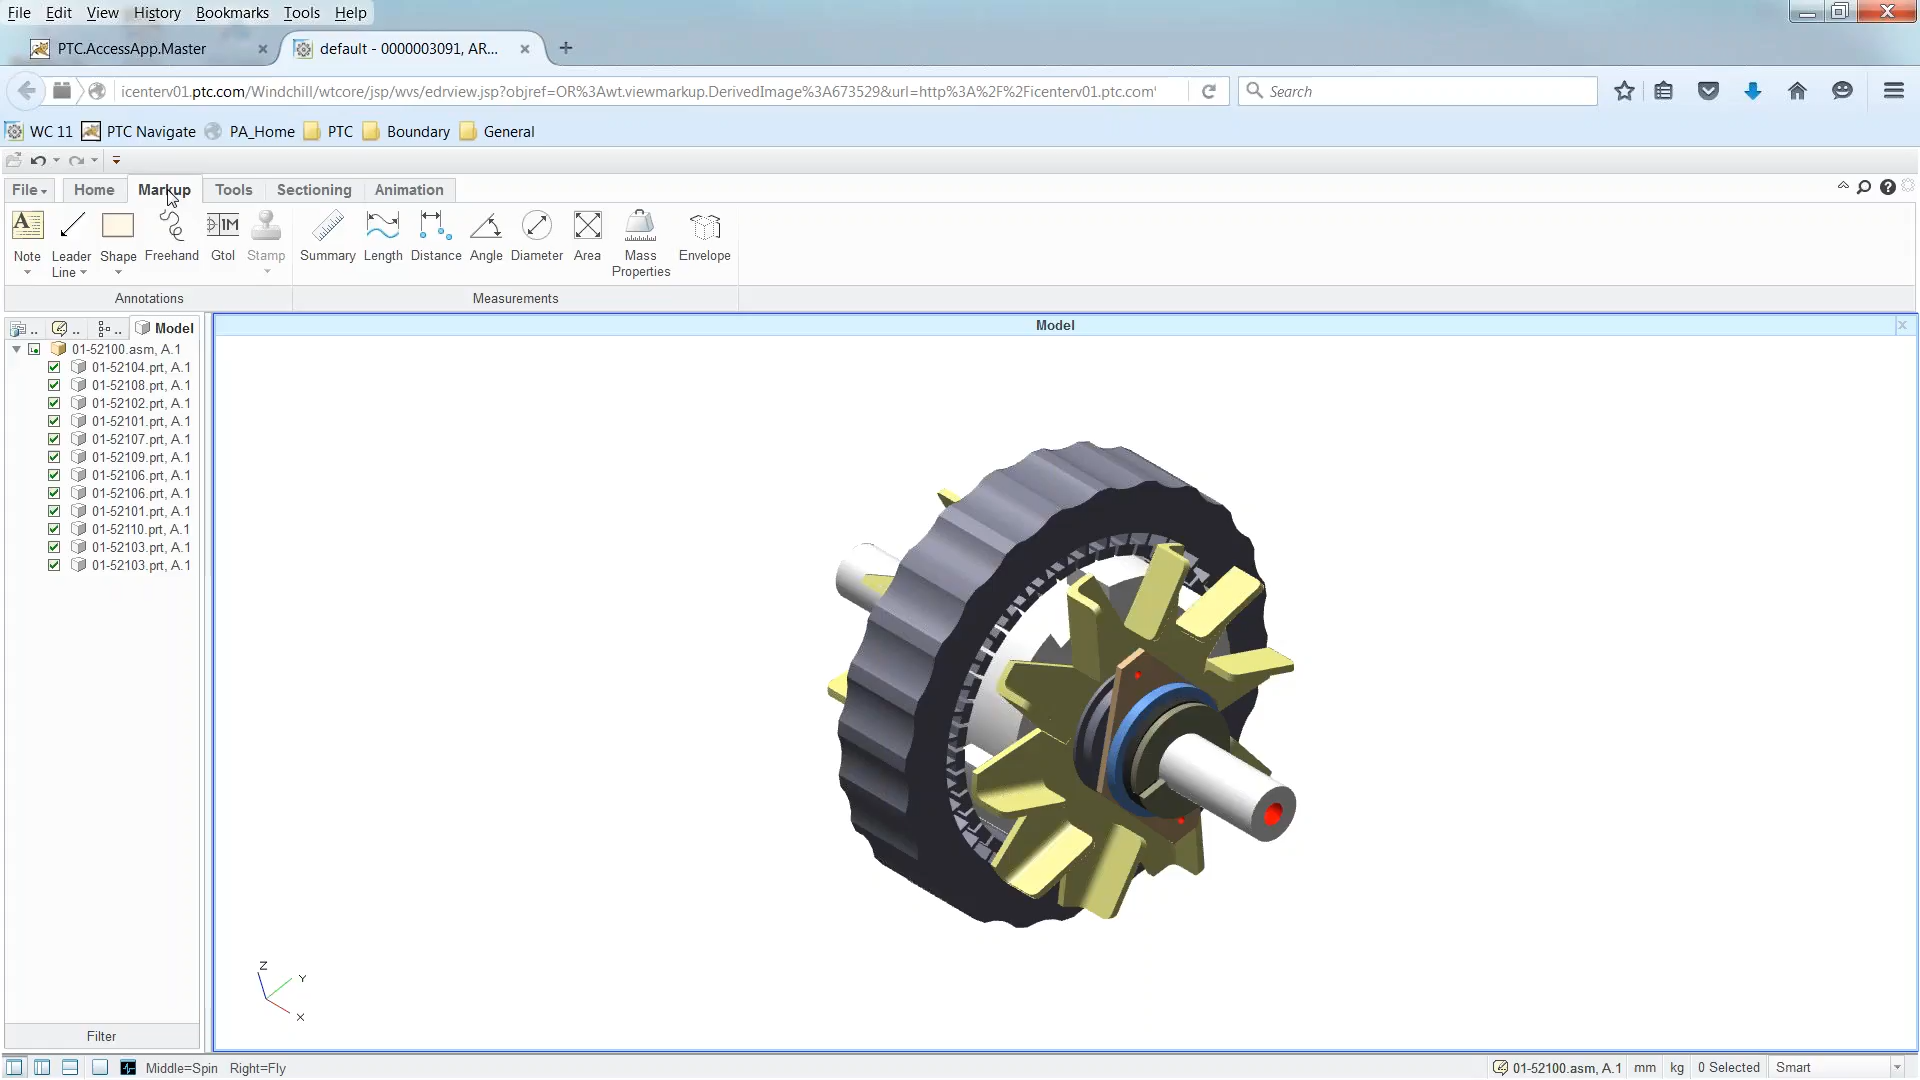 File Edit View History Bookmarks Tools Help
PTC.AccessApp.Master
default - 0000003091, AR...
icenterv01.ptc.com/Windchill/wtcore/jsp/wvs/edrview.jsp?objref=OR%3Awt.viewmarkup.DerivedImage%3A673529&url=http%3A%2F%2Ficenterv01.ptc.com'
Search
WC 11 PTC Navigate PA_Home PTC Boundary General
File Home Markup Tools Sectioning Animation
Note Leader Line Shape Freehand Gtol Stamp Summary Length Distance Angle Diameter Area Mass Properties Envelope
Annotations Measurements
Model
Model
01-52100.asm, A.1
01-52104.prt, A.1
01-52108.prt, A.1
01-52102.prt, A.1
01-52101.prt, A.1
01-52107.prt, A.1
01-52109.prt, A.1
01-52106.prt, A.1
01-52106.prt, A.1
01-52101.prt, A.1
01-52110.prt, A.1
01-52103.prt, A.1
01-52103.prt, A.1
Z
Y
X
Filter
Middle=Spin Right=Fly
01-52100.asm, A.1 mm kg 0 Selected Smart